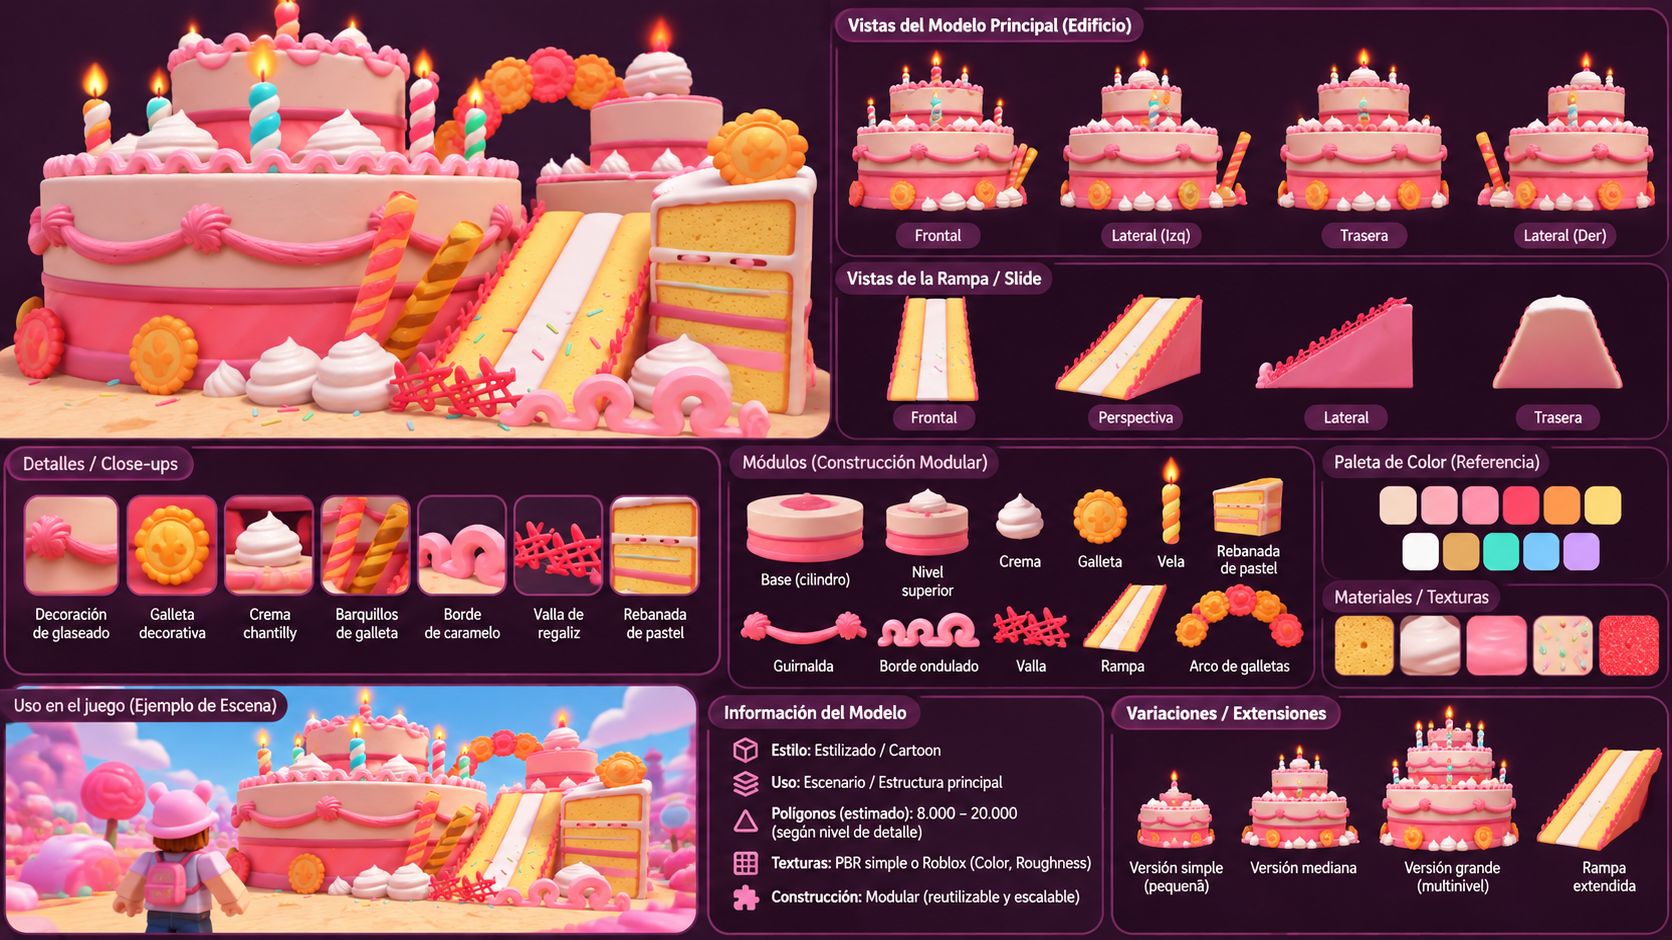 Vistas del Modelo Principal (Edificio)
Frontal
Lateral (Izq)
Trasera
Lateral (Der)
Vistas de la Rampa / Slide
Frontal
Perspectiva
Lateral
Trasera
Detalles / Close-ups
Decoración
de glaseado
Galleta
decorativa
Crema
chantilly
Barquillos
de galleta
Borde
de caramelo
Valla de
regaliz
Rebanada
de pastel
Módulos (Construcción Modular)
Base (cilindro)
Nivel
superior
Crema
Galleta
Vela
Rebanada
de pastel
Guirnalda
Borde ondulado
Valla
Rampa
Arco de galletas
Paleta de Color (Referencia)
Materiales / Texturas
Uso en el juego (Ejemplo de Escena)
Información del Modelo
Estilo: Estilizado / Cartoon
Uso: Escenario / Estructura principal
Polígonos (estimado): 8.000 – 20.000
(según nivel de detalle)
Texturas: PBR simple o Roblox (Color, Roughness)
Construcción: Modular (reutilizable y escalable)
Variaciones / Extensiones
Versión simple
(pequenā)
Versión mediana
Versión grande
(multinivel)
Rampa
extendida